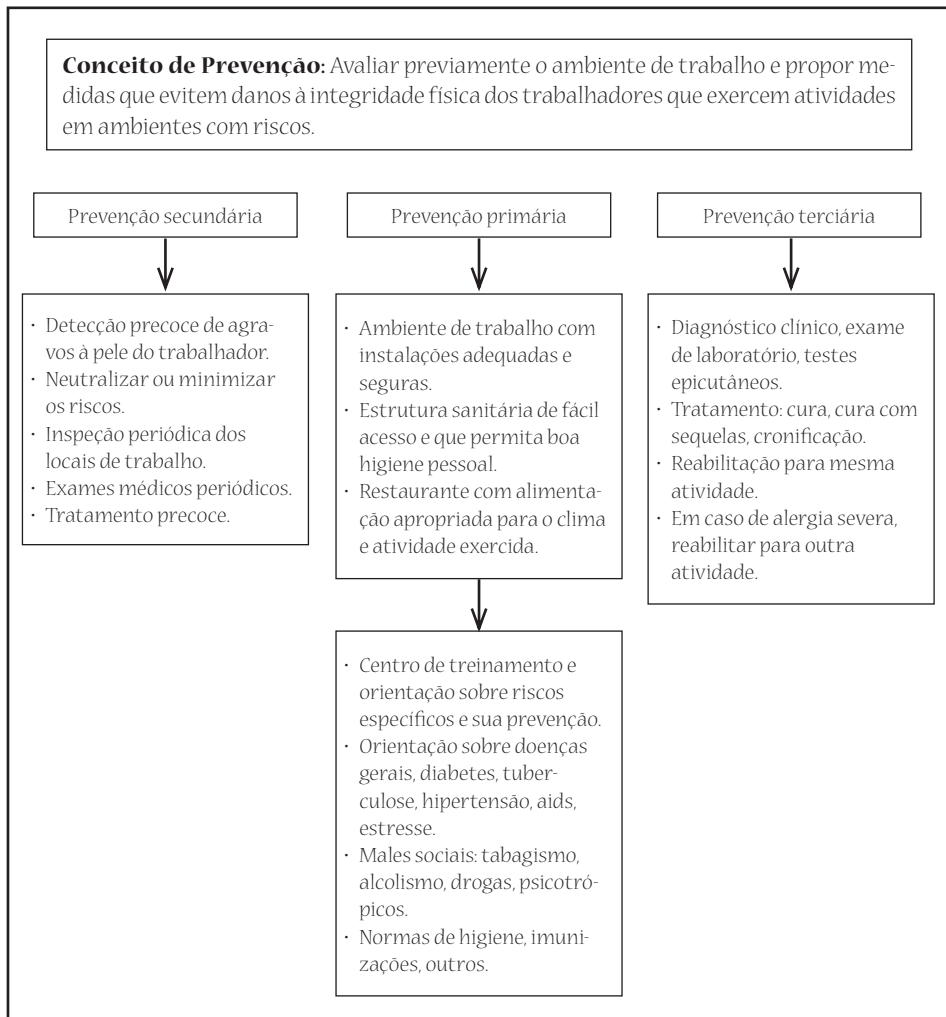 Conceito de Prevenção: Avaliar previamente o ambiente de trabalho e propor me-
didas que evitem danos à integridade física dos trabalhadores que exercem atividades
em ambientes com riscos.
Prevenção secundária
· Detecção precoce de agra-
vos à pele do trabalhador.
· Neutralizar ou minimizar
os riscos.
· Inspeção periódica dos
locais de trabalho.
· Exames médicos periódicos.
· Tratamento precoce.
Prevenção primária
· Ambiente de trabalho com
instalações adequadas e
seguras.
· Estrutura sanitária de fácil
acesso e que permita boa
higiene pessoal.
· Restaurante com alimenta-
ção apropriada para o clima
e atividade exercida.
· Centro de treinamento e
orientação sobre riscos
específicos e sua prevenção.
· Orientação sobre doenças
gerais, diabetes, tuber-
culose, hipertensão, aids,
estresse.
· Males sociais: tabagismo,
alcolismo, drogas, psicotró-
picos.
· Normas de higiene, imuni-
zações, outros.
Prevenção terciária
· Diagnóstico clínico, exame
de laboratório, testes
epicutâneos.
· Tratamento: cura, cura com
sequelas, cronificação.
· Reabilitação para mesma
atividade.
· Em caso de alergia severa,
reabilitar para outra
atividade.